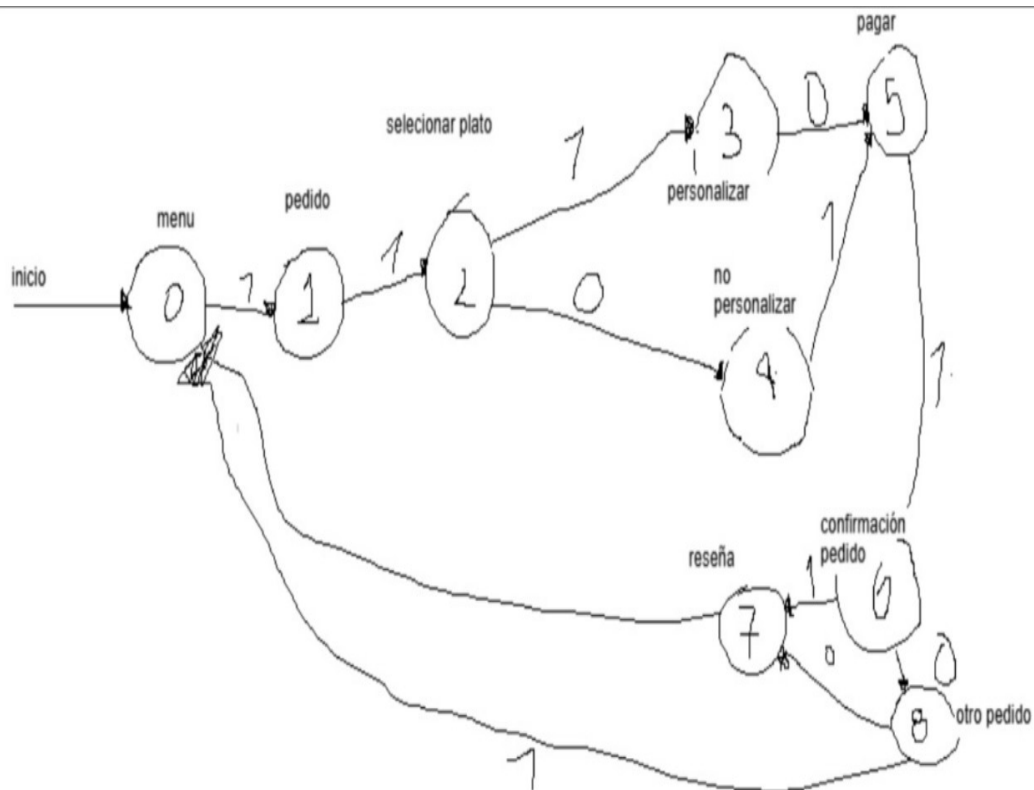 pagar
0
5
3
selecionar plato
1
personalizar
pedido
menu
1
1
inicio
0
1
1
2
0
no
personalizar
4
1
confirmación
pedido
reseña
1
6
7
0
0
8
otro pedido
1